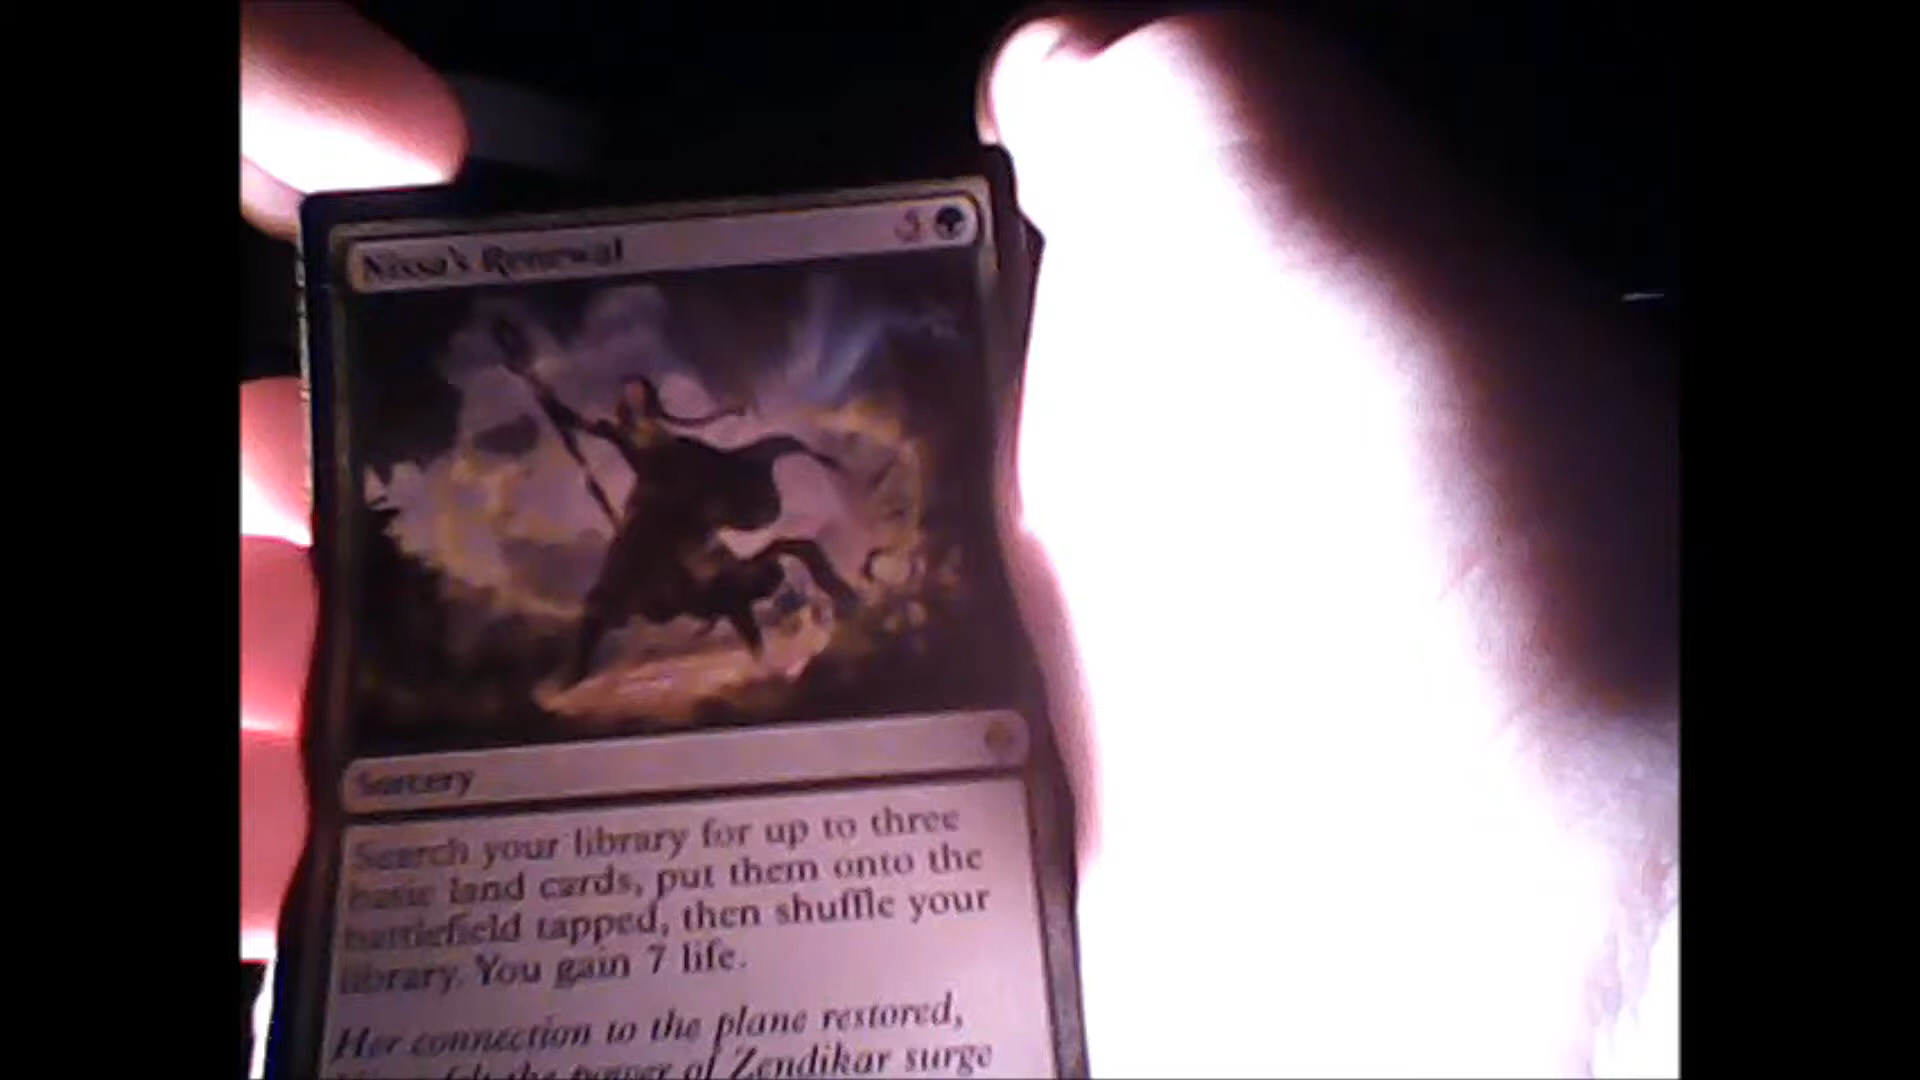 Nissa's Renewal 5
Sorcery
Search your library for up to three
basic land cards, put them onto the
battlefield tapped, then shuffle your
library. You gain 7 life.
Her connection to the plane restored,
the power of Zendikar surge